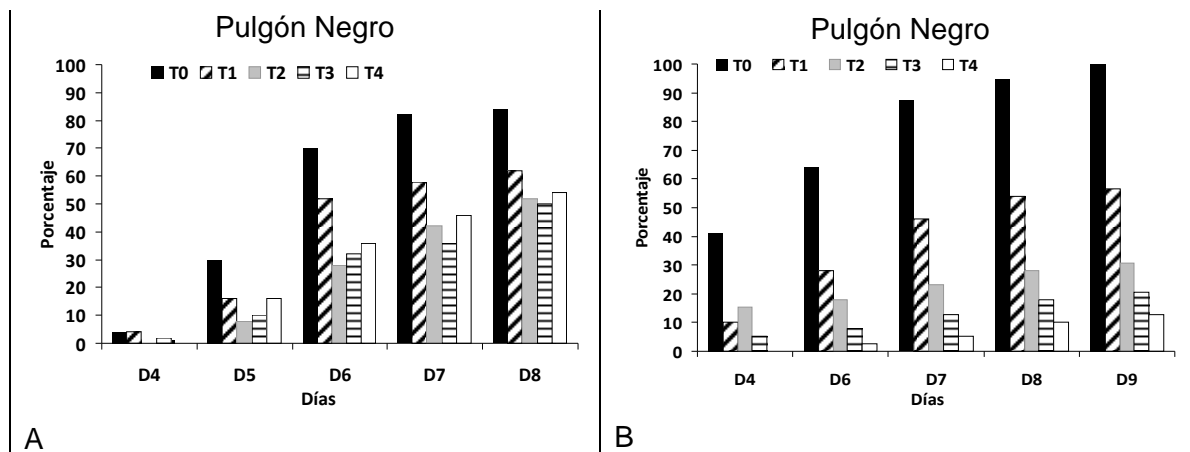 Pulgón Negro
T0 T1 T2 T3 T4
Porcentaje
100
90
80
70
60
50
40
30
20
10
0
D4 D5 D6 D7 D8
Días
A
Pulgón Negro
T0 T1 T2 T3 T4
Porcentaje
100
90
80
70
60
50
40
30
20
10
0
D4 D6 D7 D8 D9
Días
B